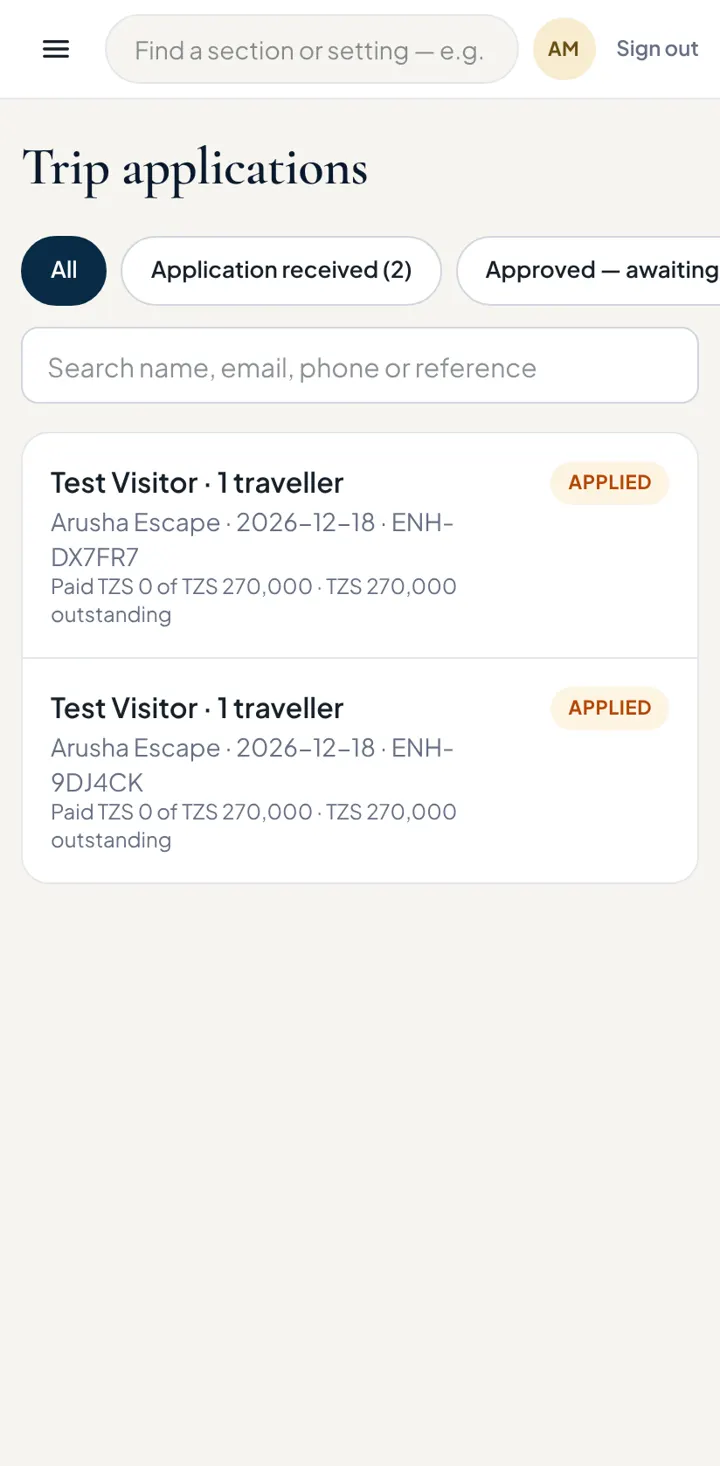 Find a section or setting — e.g.
AM
Sign out
Trip applications
All
Application received (2)
Approved — awaiting
Search name, email, phone or reference
Test Visitor · 1 traveller
APPLIED
Arusha Escape · 2026-12-18 · ENH-
DX7FR7
Paid TZS 0 of TZS 270,000 · TZS 270,000
outstanding
Test Visitor · 1 traveller
APPLIED
Arusha Escape · 2026-12-18 · ENH-
9DJ4CK
Paid TZS 0 of TZS 270,000 · TZS 270,000
outstanding